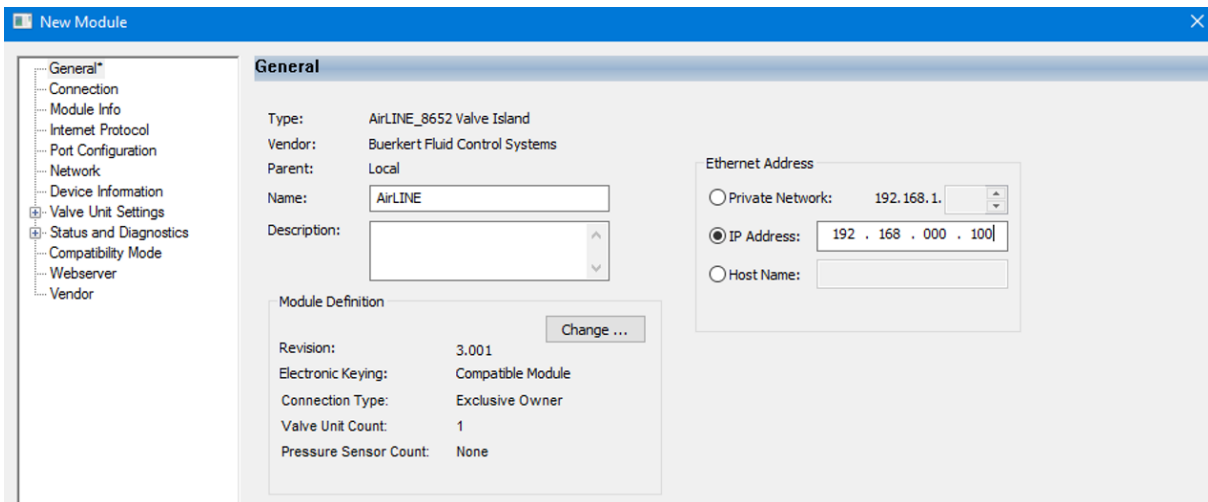 New Module
General*
Connection
Module Info
Internet Protocol
Port Configuration
Network
Device Information
Valve Unit Settings
Status and Diagnostics
Compatibility Mode
Webserver
Vendor
General
Type: AirLINE_8652 Valve Island
Vendor: Buerkert Fluid Control Systems
Parent: Local
Name: AirLINE
Description:
Module Definition
Change ...
Revision: 3.001
Electronic Keying: Compatible Module
Connection Type: Exclusive Owner
Valve Unit Count: 1
Pressure Sensor Count: None
Ethernet Address
Private Network: 192.168.1.
IP Address: 192 . 168 . 000 . 100
Host Name: